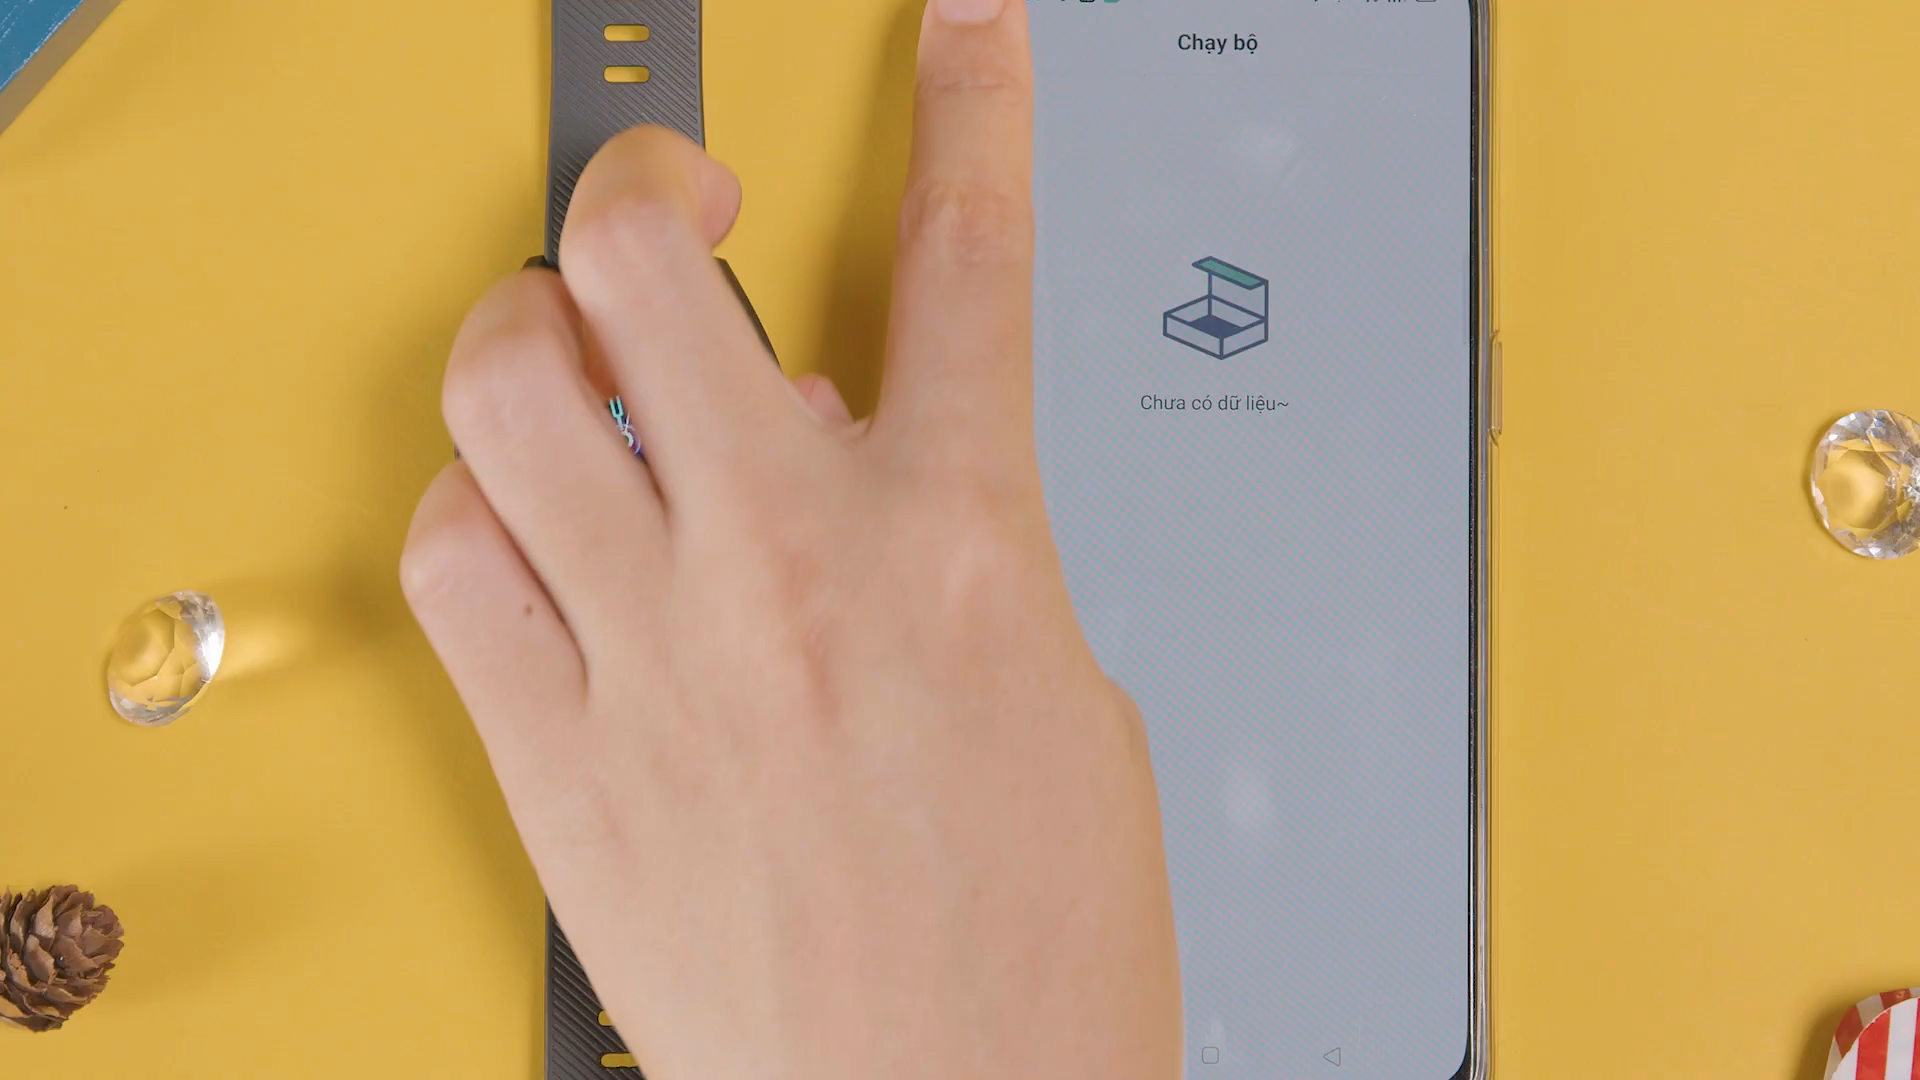 Chạy bộ
Chưa có dữ liệu~